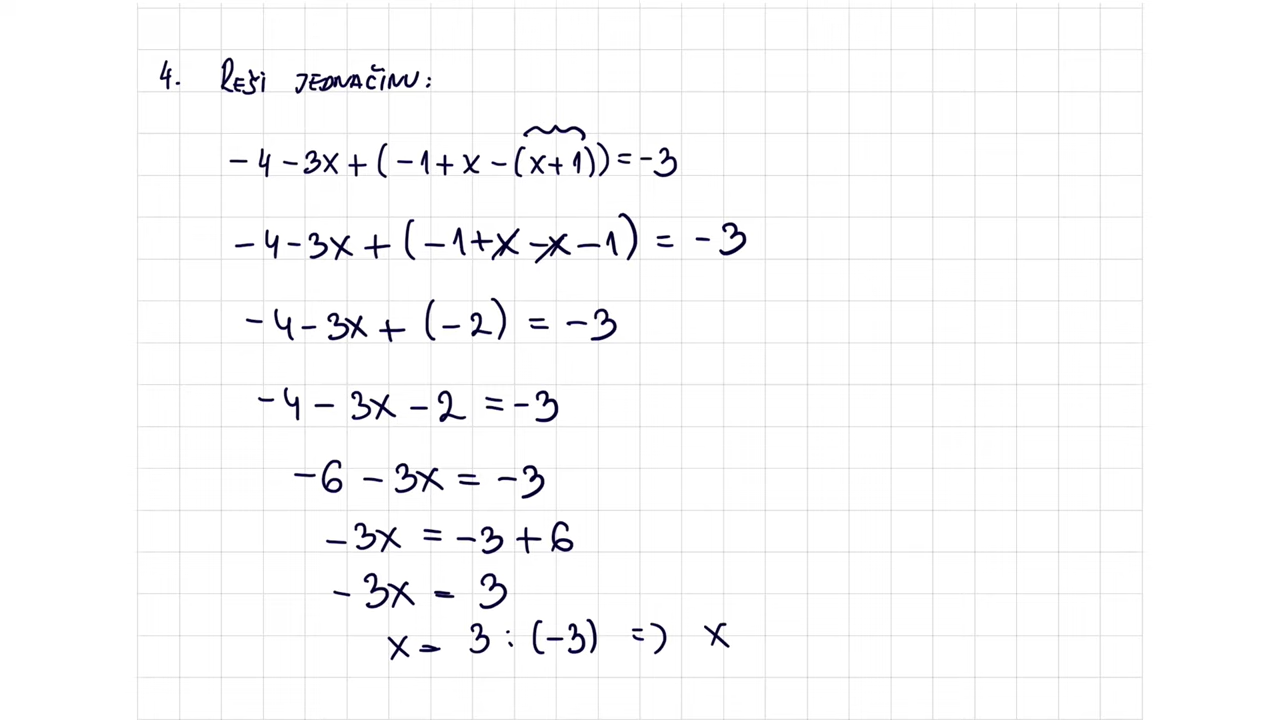 4. REŠI JEDNAČINU:
-4-3x+(-1+x-(x+1))=-3
-4-3x+(-1+x-x-1)=-3
-4-3x+(-2)=-3
-4-3x-2=-3
-6-3x=-3
-3x=-3+6
-3x=3
x=3:(-3) => x